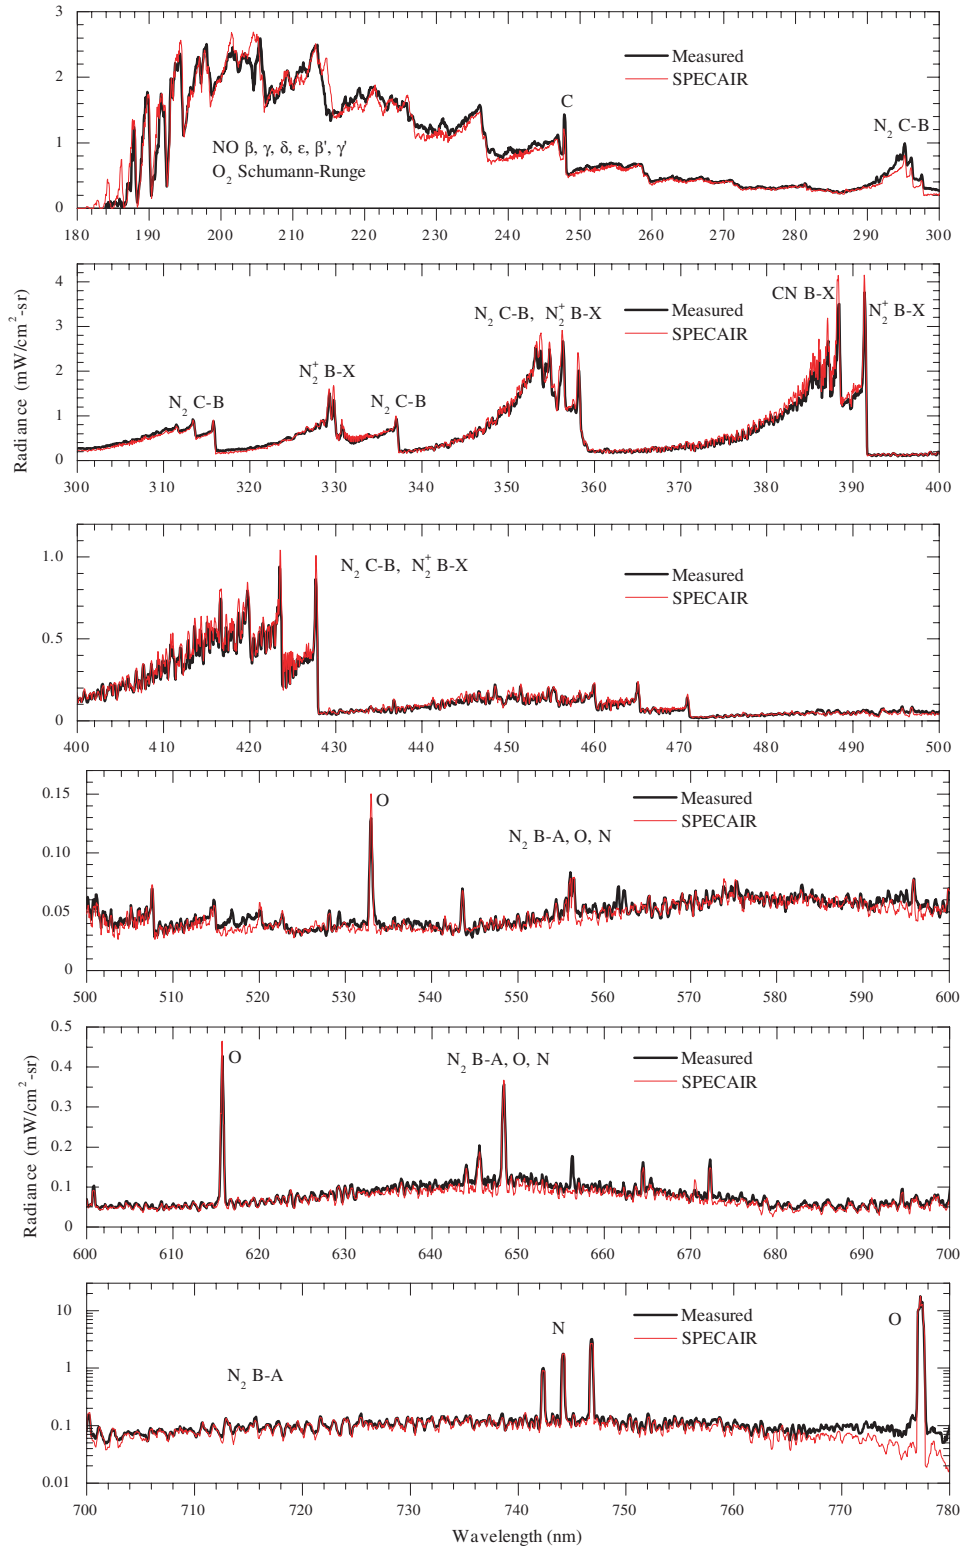 3
2
1
0
Measured
SPECAIR
C
N₂ C-B
NO β, γ, δ, ε, β', γ'
O₂ Schumann-Runge
180 190 200 210 220 230 240 250 260 270 280 290 300
Radiance (mW/cm²-sr)
4
3
2
1
0
N₂ C-B
N₂⁺ B-X
N₂ C-B
N₂ C-B, N₂⁺ B-X
Measured
SPECAIR
CN B-X
N₂⁺ B-X
300 310 320 330 340 350 360 370 380 390 400
1.0
0.5
0
N₂ C-B, N₂⁺ B-X
Measured
SPECAIR
400 410 420 430 440 450 460 470 480 490 500
0.15
0.10
0.05
0
O
N₂ B-A, O, N
Measured
SPECAIR
500 510 520 530 540 550 560 570 580 590 600
Radiance (mW/cm²-sr)
0.5
0.4
0.3
0.2
0.1
0
O
N₂ B-A, O, N
Measured
SPECAIR
600 610 620 630 640 650 660 670 680 690 700
10
1
0.1
0.01
N₂ B-A
N
Measured
SPECAIR
O
700 710 720 730 740 750 760 770 780
Wavelength (nm)